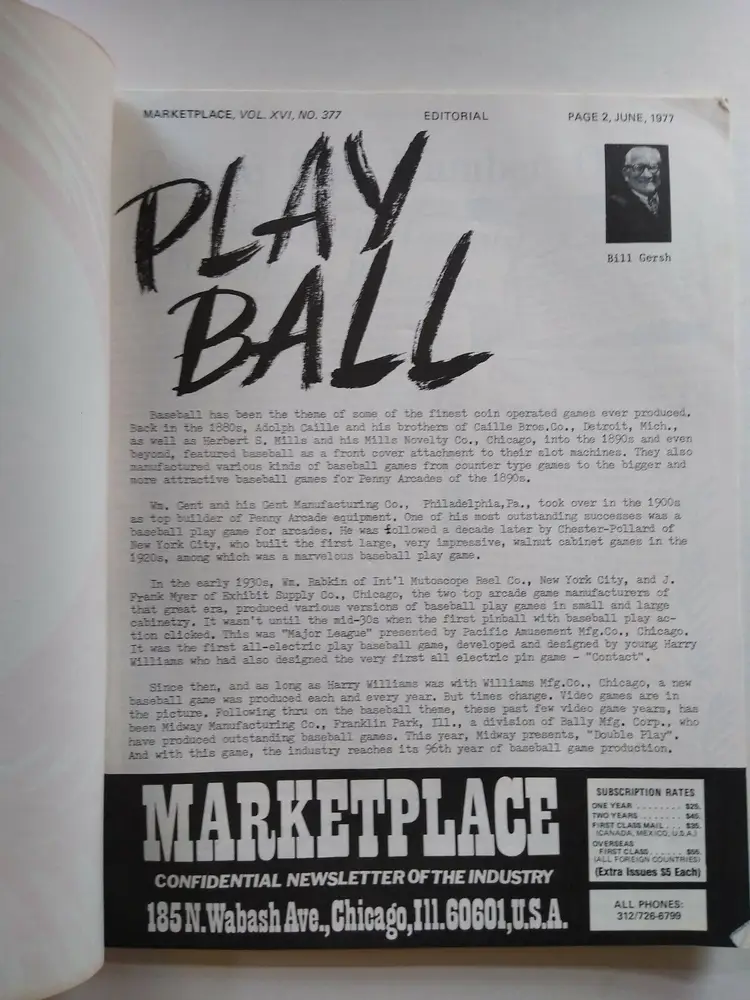 MARKETPLACE, VOL. XVI, NO. 377 EDITORIAL PAGE 2, JUNE, 1977
PLAY
BALL
Bill Gersh
Baseball has been the theme of some of the finest coin operated games ever produced.
Back in the 1880s, Adolph Caille and his brothers of Caille Bros.Co., Detroit, Mich.,
as well as Herbert S. Mills and his Mills Novelty Co., Chicago, into the 1890s and even
beyond, featured baseball as a front cover attachment to their slot machines. They also
manufactured various kinds of baseball games from counter type games to the bigger and
more attractive baseball games for Penny Arcades of the 1890s.
Wm. Gent and his Gent Manufacturing Co., Philadelphia,Pa., took over in the 1900s
as top builder of Penny Arcade equipment. One of his most outstanding successes was a
baseball play game for arcades. He was followed a decade later by Chester-Pollard of
New York City, who built the first large, very impressive, walnut cabinet games in the
1920s, among which was a marvelous baseball play game.
In the early 1930s, Wm. Rabkin of Int'l Mutoscope Reel Co., New York City, and J.
Frank Myer of Exhibit Supply Co., Chicago, the two top arcade game manufacturers of
that great era, produced various versions of baseball play games in small and large
cabinetry. It wasn't until the mid-30s when the first pinball with baseball play ac-
tion clicked. This was "Major League" presented by Pacific Amusement Mfg.Co., Chicago.
It was the first all-electric play baseball game, developed and designed by young Harry
Williams who had also designed the very first all electric pin game - "Contact".
Since then, and as long as Harry Williams was with Williams Mfg.Co., Chicago, a new
baseball game was produced each and every year. But times change. Video games are in
the picture. Following thru on the baseball theme, these past few video game years, has
been Midway Manufacturing Co., Franklin Park, Ill., a division of Bally Mfg. Corp., who
have produced outstanding baseball games. This year, Midway presents, "Double Play".
And with this game, the industry reaches its 96th year of baseball game production.
MARKETPLACE
CONFIDENTIAL NEWSLETTER OF THE INDUSTRY
185 N. Wabash Ave., Chicago, Ill. 60601, U.S.A.
SUBSCRIPTION RATES
ONE YEAR ........ $25.
TWO YEARS ....... $40.
FIRST CLASS MAIL .. $35.
(CANADA, MEXICO, U.S.A.)
OVERSEAS
FIRST CLASS ...... $55.
(ALL FOREIGN COUNTRIES)
(Extra Issues $5 Each)
ALL PHONES:
312/726-6799